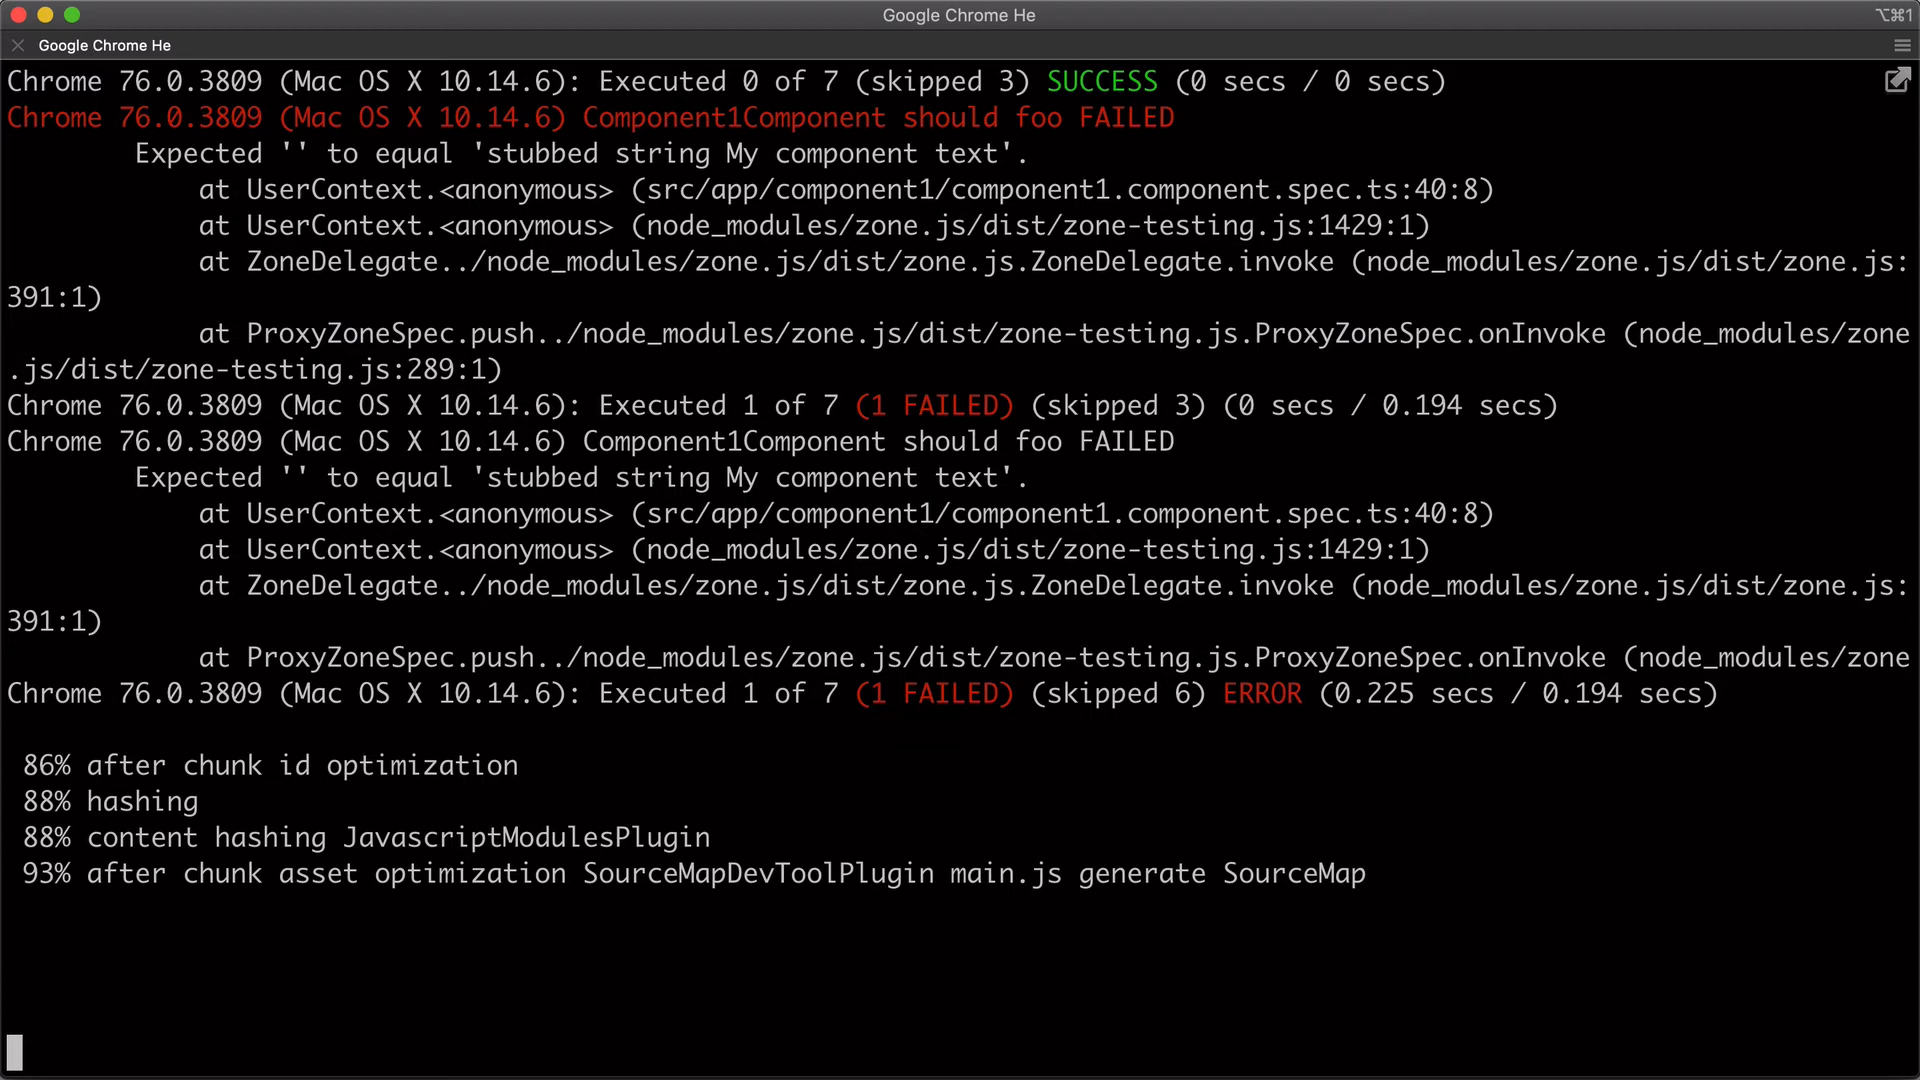 Google Chrome He
⌥⌘1
Google Chrome He
Chrome 76.0.3809 (Mac OS X 10.14.6): Executed 0 of 7 (skipped 3) SUCCESS (0 secs / 0 secs)
Chrome 76.0.3809 (Mac OS X 10.14.6) Component1Component should foo FAILED
Expected '' to equal 'stubbed string My component text'.
at UserContext.<anonymous> (src/app/component1/component1.component.spec.ts:40:8)
at UserContext.<anonymous> (node_modules/zone.js/dist/zone-testing.js:1429:1)
at ZoneDelegate../node_modules/zone.js/dist/zone.js.ZoneDelegate.invoke (node_modules/zone.js/dist/zone.js:
391:1)
at ProxyZoneSpec.push../node_modules/zone.js/dist/zone-testing.js.ProxyZoneSpec.onInvoke (node_modules/zone
.js/dist/zone-testing.js:289:1)
Chrome 76.0.3809 (Mac OS X 10.14.6): Executed 1 of 7 (1 FAILED) (skipped 3) (0 secs / 0.194 secs)
Chrome 76.0.3809 (Mac OS X 10.14.6) Component1Component should foo FAILED
Expected '' to equal 'stubbed string My component text'.
at UserContext.<anonymous> (src/app/component1/component1.component.spec.ts:40:8)
at UserContext.<anonymous> (node_modules/zone.js/dist/zone-testing.js:1429:1)
at ZoneDelegate../node_modules/zone.js/dist/zone.js.ZoneDelegate.invoke (node_modules/zone.js/dist/zone.js:
391:1)
at ProxyZoneSpec.push../node_modules/zone.js/dist/zone-testing.js.ProxyZoneSpec.onInvoke (node_modules/zone
Chrome 76.0.3809 (Mac OS X 10.14.6): Executed 1 of 7 (1 FAILED) (skipped 6) ERROR (0.225 secs / 0.194 secs)
86% after chunk id optimization
88% hashing
88% content hashing JavascriptModulesPlugin
93% after chunk asset optimization SourceMapDevToolPlugin main.js generate SourceMap